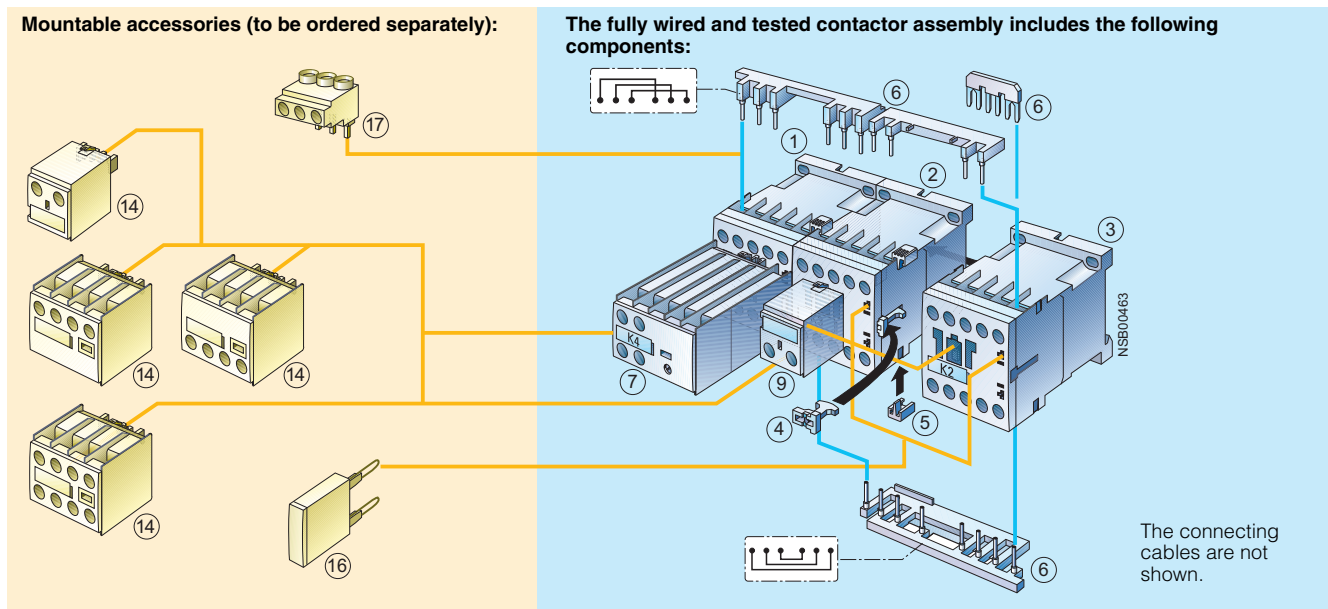 Mountable accessories (to be ordered separately):
The fully wired and tested contactor assembly includes the following
components:
6
6
17
1
2
14
3
NSB00463
14
14
K4
K2
7
9
4
5
14
16
6
The connecting
cables are not
shown.